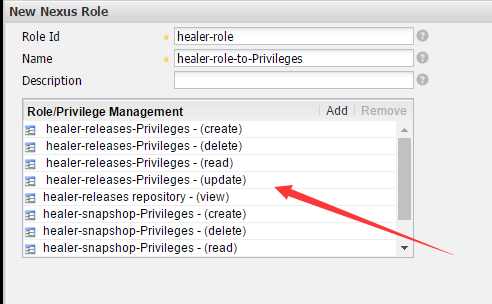 New Nexus Role
Role Id healer-role
Name healer-role-to-Privileges
Description
Role/Privilege Management Add Remove
healer-releases-Privileges - (create)
healer-releases-Privileges - (delete)
healer-releases-Privileges - (read)
healer-releases-Privileges - (update)
healer-releases repository - (view)
healer-snapshop-Privileges - (create)
healer-snapshop-Privileges - (delete)
healer-snapshop-Privileges - (read)